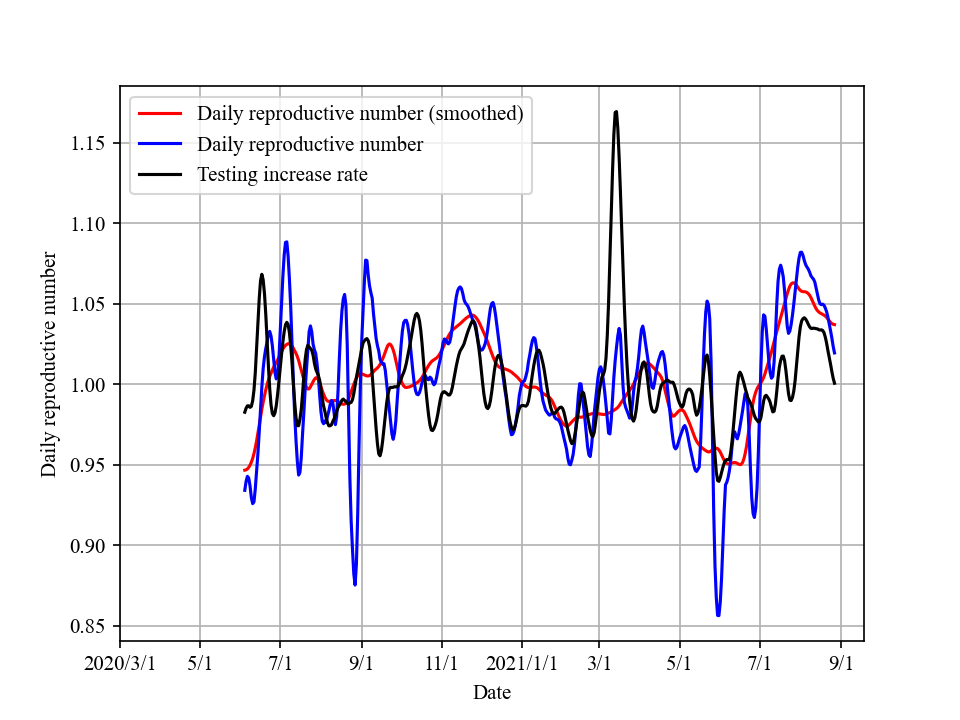 Daily reproductive number (smoothed)
Daily reproductive number
Testing increase rate
Daily reproductive number
1.15
1.10
1.05
1.00
0.95
0.90
0.85
2020/3/1 5/1 7/1 9/1 11/1 2021/1/1 3/1 5/1 7/1 9/1
Date